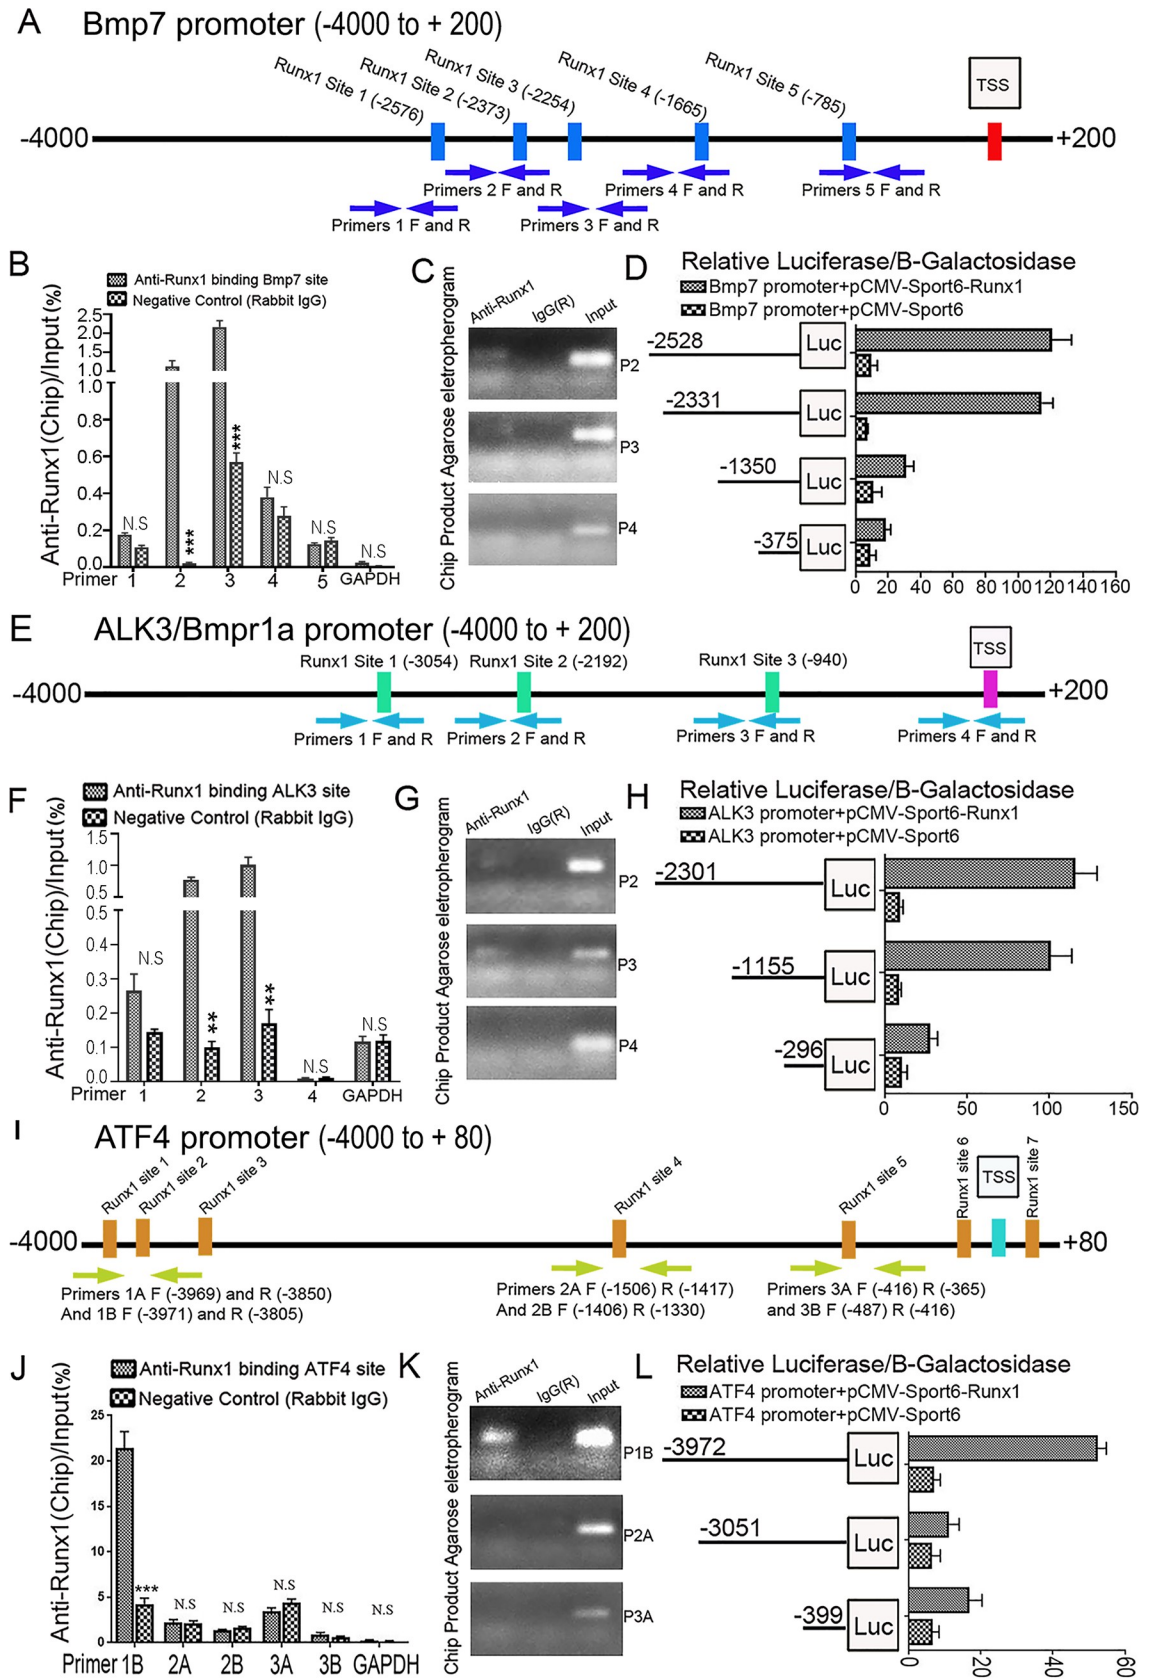 A Bmp7 promoter (-4000 to + 200)
Runx1 Site 1 (-2576)
Runx1 Site 2 (-2373)
Runx1 Site 3 (-2254)
Runx1 Site 4 (-1665)
Runx1 Site 5 (-785)
TSS
-4000
+200
Primers 2 F and R
Primers 4 F and R
Primers 5 F and R
Primers 1 F and R
Primers 3 F and R
B
Anti-Runx1 binding Bmp7 site
Negative Control (Rabbit IgG)
Anti-Runx1(Chip)/Input(%)
2.5
2.0
1.5
1.0
1.0
0.8
0.6
0.4
0.2
0.0
N.S
***
***
N.S
N.S
N.S
Primer 1 2 3 4 5 GAPDH
C
Chip Product Agarose eletropherogram
Anti-Runx1 IgG(R) Input
P2
P3
P4
D Relative Luciferase/B-Galactosidase
Bmp7 promoter+pCMV-Sport6-Runx1
Bmp7 promoter+pCMV-Sport6
-2528 Luc
-2331 Luc
-1350 Luc
-375 Luc
0 20 40 60 80 100 120 140 160
E ALK3/Bmpr1a promoter (-4000 to + 200)
Runx1 Site 1 (-3054) Runx1 Site 2 (-2192) Runx1 Site 3 (-940)
TSS
-4000
+200
Primers 1 F and R Primers 2 F and R Primers 3 F and R Primers 4 F and R
F
Anti-Runx1 binding ALK3 site
Negative Control (Rabbit IgG)
Anti-Runx1(Chip)/Input(%)
1.5
1.0
0.5
0.5
0.4
0.3
0.2
0.1
0.0
N.S
**
**
N.S
N.S
Primer 1 2 3 4 GAPDH
G
Chip Product Agarose eletropherogram
Anti-Runx1 IgG(R) Input
P2
P3
P4
H Relative Luciferase/B-Galactosidase
ALK3 promoter+pCMV-Sport6-Runx1
ALK3 promoter+pCMV-Sport6
-2301 Luc
-1155 Luc
-296 Luc
0 50 100 150
I ATF4 promoter (-4000 to + 80)
Runx1 site 1
Runx1 site 2
Runx1 site 3
Runx1 site 4
Runx1 site 5
Runx1 site 6
TSS
Runx1 site 7
-4000
+80
Primers 1A F (-3969) and R (-3850)
And 1B F (-3971) and R (-3805)
Primers 2A F (-1506) R (-1417)
And 2B F (-1406) R (-1330)
Primers 3A F (-416) R (-365)
and 3B F (-487) R (-416)
J
Anti-Runx1 binding ATF4 site
Negative Control (Rabbit IgG)
Anti-Runx1(Chip)/Input(%)
25
20
15
10
5
0
***
N.S
N.S
N.S
N.S
N.S
Primer 1B 2A 2B 3A 3B GAPDH
K
Chip Product Agarose eletropherogram
Anti-Runx1 IgG(R) Input
P1B
P2A
P3A
L Relative Luciferase/B-Galactosidase
ATF4 promoter+pCMV-Sport6-Runx1
ATF4 promoter+pCMV-Sport6
-3972 Luc
-3051 Luc
-399 Luc
0 20 40 60